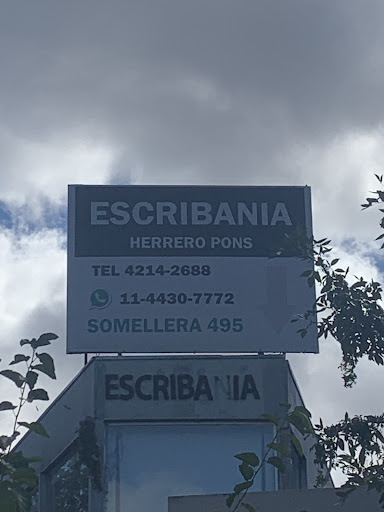 ESCRIBANIA
HERRERO PONS
TEL 4214-2688
11-4430-7772
SOMELLERA 495
ESCRIBANIA